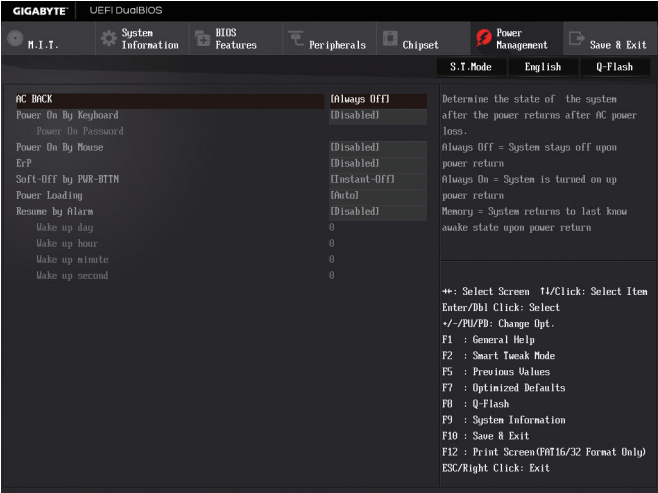 GIGABYTE™ UEFI DualBIOS
M.I.T. System Information BIOS Features Peripherals Chipset Power Management Save & Exit
S.T.Mode English Q-Flash
AC BACK [Always Off]
Power On By Keyboard [Disabled]
Power On Password
Power On By Mouse [Disabled]
ErP [Disabled]
Soft-Off by PWR-BTTN [Instant-Off]
Power Loading [Auto]
Resume by Alarm [Disabled]
Wake up day 0
Wake up hour 0
Wake up minute 0
Wake up second 0
Determine the state of the system
after the power returns after AC power
loss.
Always Off = System stays off upon
power return
Always On = System is turned on up
power return
Memory = System returns to last know
awake state upon power return
→←: Select Screen ↑↓/Click: Select Item
Enter/Dbl Click: Select
+/-/PU/PD: Change Opt.
F1 : General Help
F2 : Smart Tweak Mode
F5 : Previous Values
F7 : Optimized Defaults
F8 : Q-Flash
F9 : System Information
F10 : Save & Exit
F12 : Print Screen(FAT16/32 Format Only)
ESC/Right Click: Exit